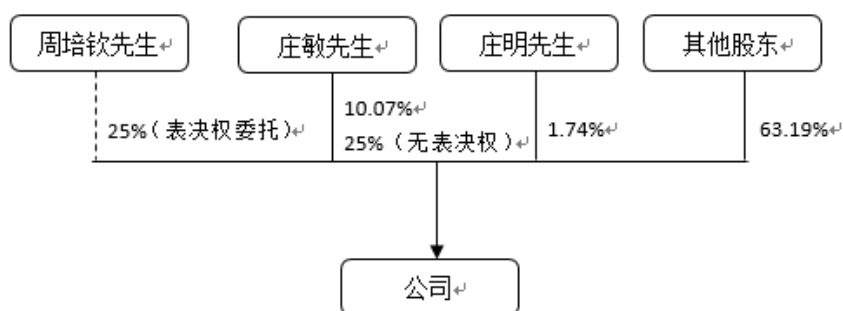 周培钦先生
庄敏先生
庄明先生
其他股东
25%（表决权委托）
10.07%
25%（无表决权）
1.74%
63.19%
公司